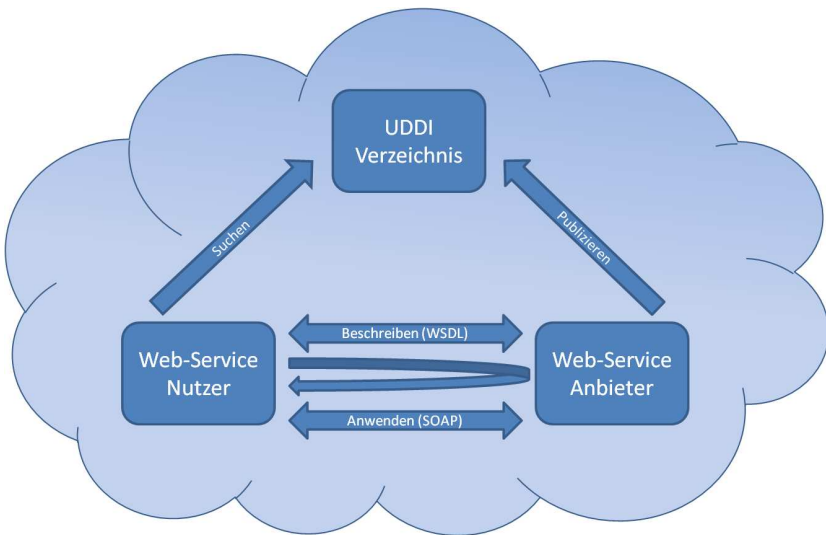 UDDI
Verzeichnis
Suchen
Publizieren
Beschreiben (WSDL)
Web-Service
Nutzer
Web-Service
Anbieter
Anwenden (SOAP)